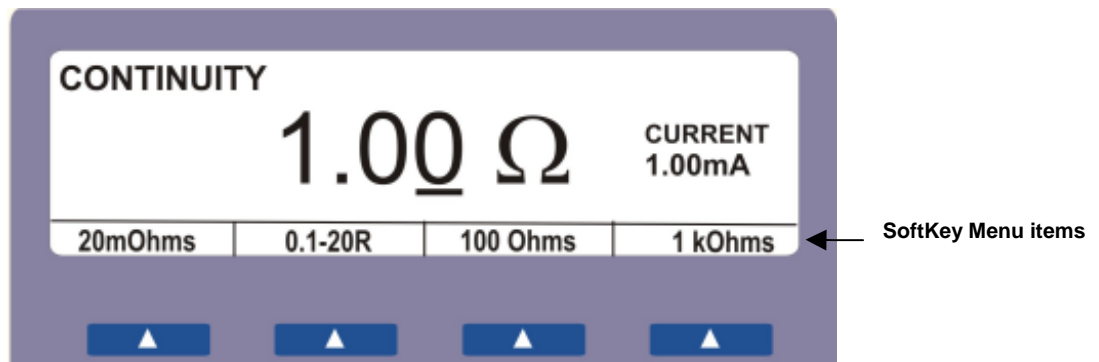 CONTINUITY
1.00 Ω
CURRENT
1.00mA
20mOhms 0.1-20R 100 Ohms 1 kOhms
SoftKey Menu items